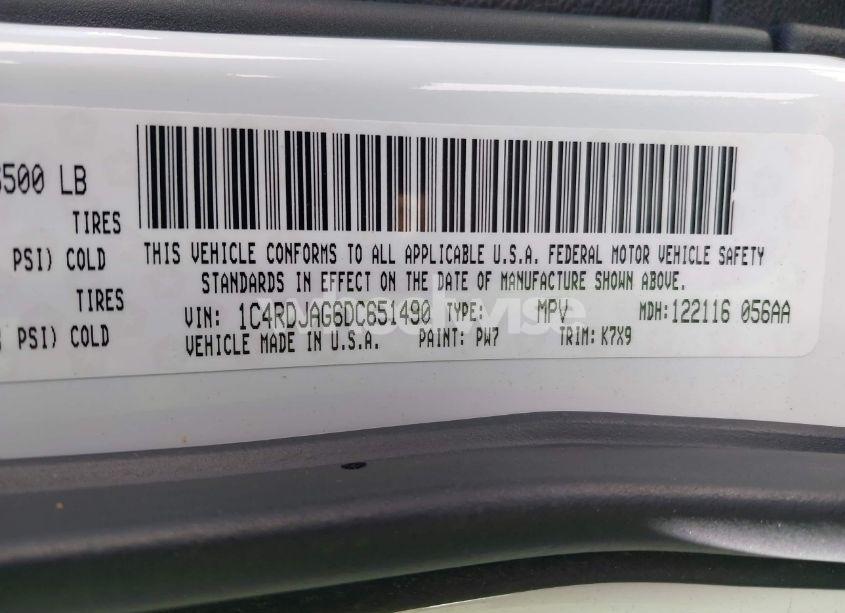 500 LB
TIRES
PSI) COLD
TIRES
PSI) COLD
THIS VEHICLE CONFORMS TO ALL APPLICABLE U.S.A. FEDERAL MOTOR VEHICLE SAFETY
STANDARDS IN EFFECT ON THE DATE OF MANUFACTURE SHOWN ABOVE.
VIN: 1C4RDJAG6DC651490 TYPE: MPV MDH: 122116 056AA
VEHICLE MADE IN U.S.A. PAINT: PW7 TRIM: K7X9